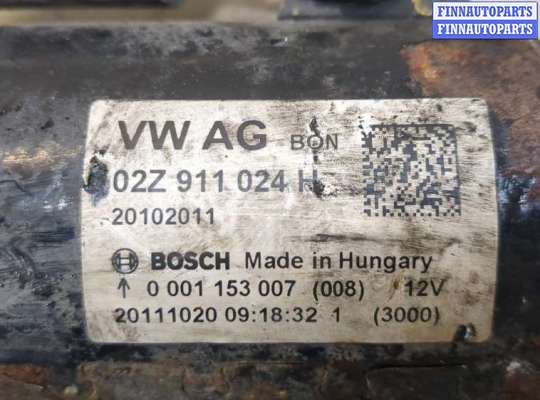 FINNAUTOPARTS
FINNAUTOPARTS
VW AG BON
02Z 911 024 H
20102011
BOSCH Made in Hungary
↑ 0 001 153 007 (008) 12V
20111020 09:18:32 1 (3000)